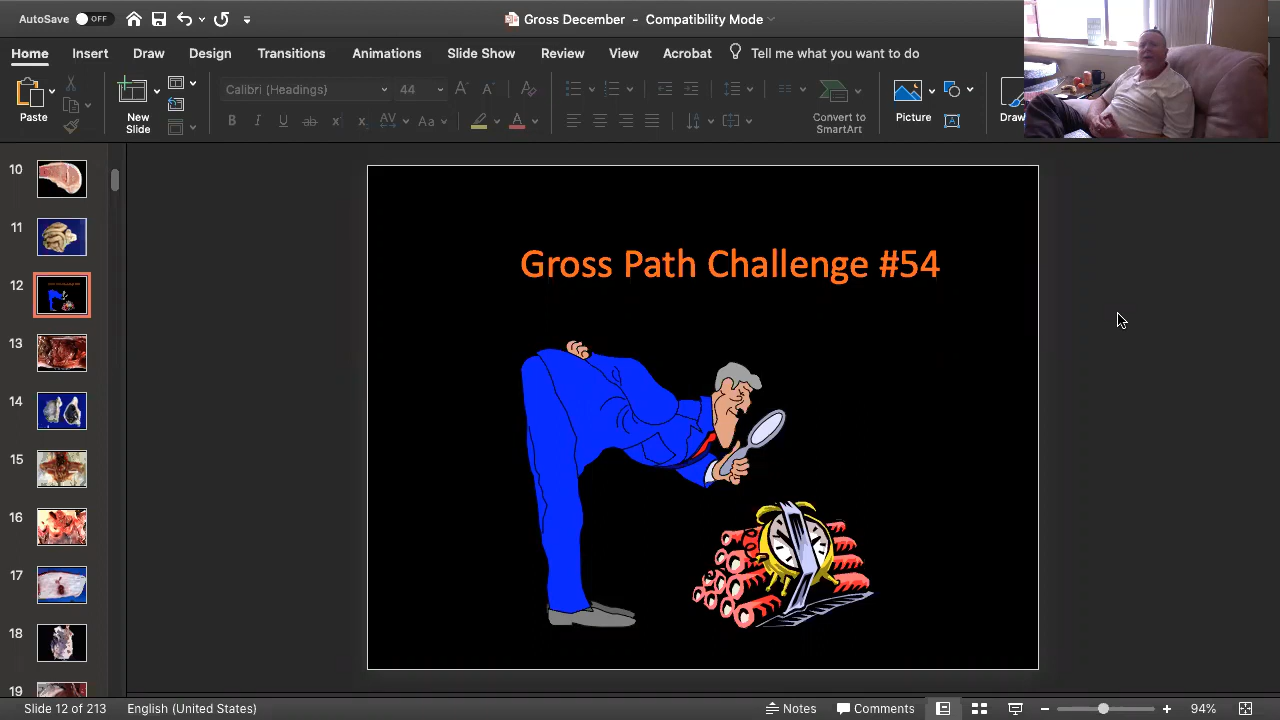 AutoSave OFF
Gross December - Compatibility Mode
Home Insert Draw Design Transitions Animations Slide Show Review View Acrobat Tell me what you want to do
Paste
New
Slide
Calibri (Headings) 44
Convert to
SmartArt
Picture
Draw
10
11
12
13
14
15
16
17
18
19
Gross Path Challenge #54
Slide 12 of 213 English (United States) Notes Comments 94%